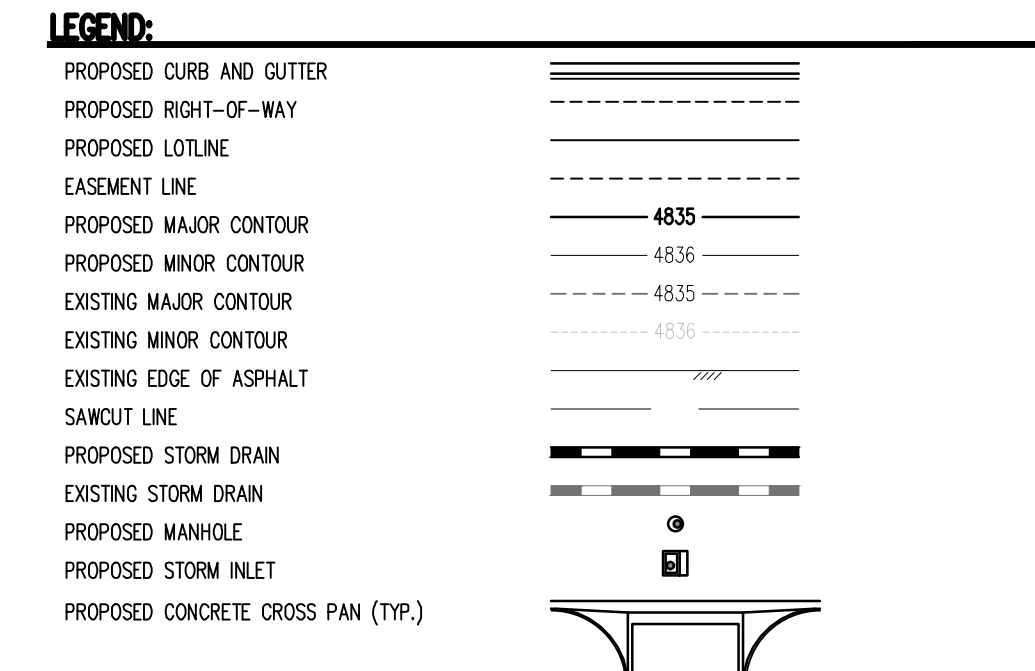 LEGEND:
PROPOSED CURB AND GUTTER
PROPOSED RIGHT-OF-WAY
PROPOSED LOTLINE
EASEMENT LINE
PROPOSED MAJOR CONTOUR 4835
PROPOSED MINOR CONTOUR 4836
EXISTING MAJOR CONTOUR 4835
EXISTING MINOR CONTOUR 4836
EXISTING EDGE OF ASPHALT
SAWCUT LINE
PROPOSED STORM DRAIN
EXISTING STORM DRAIN
PROPOSED MANHOLE
PROPOSED STORM INLET
PROPOSED CONCRETE CROSS PAN (TYP.)